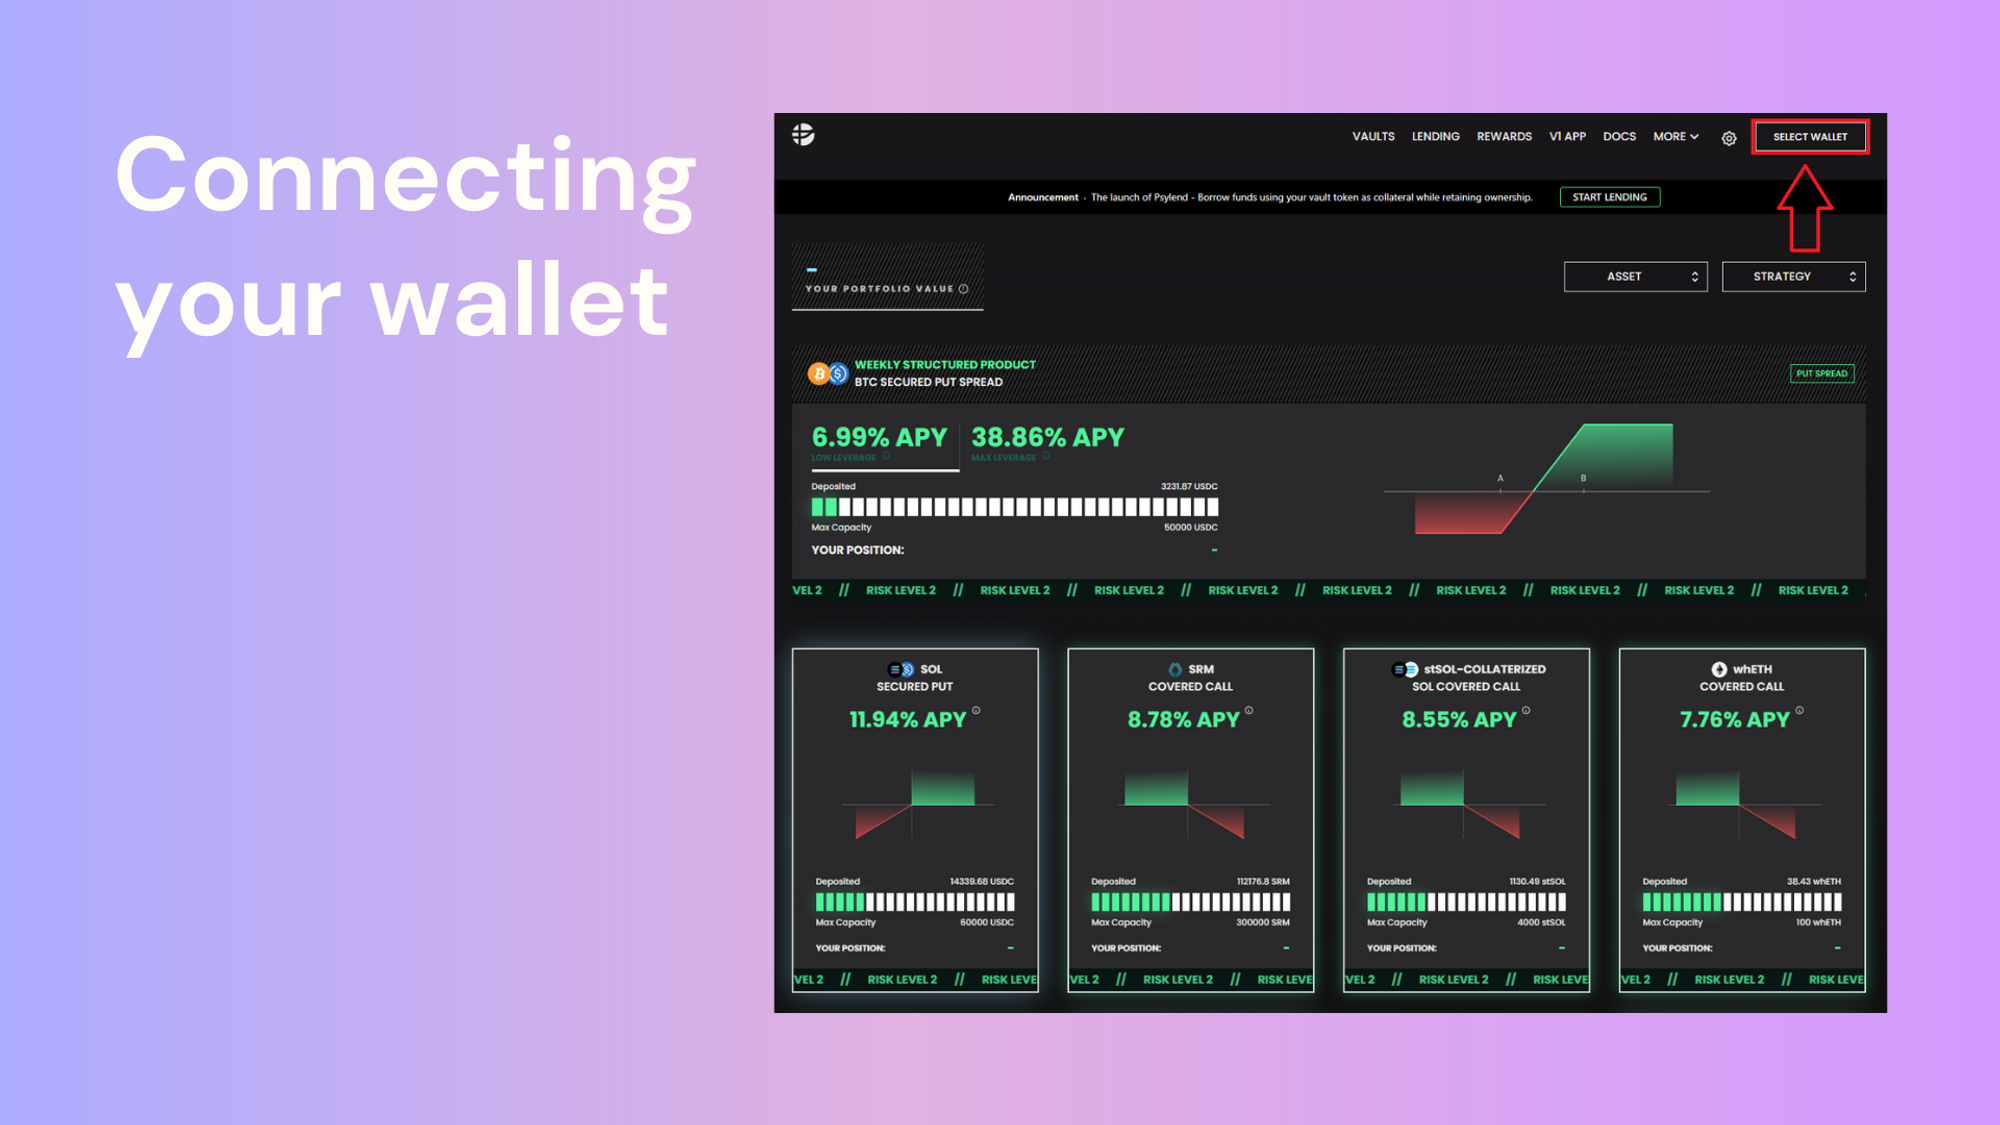 Connecting
your wallet
VAULTS LENDING REWARDS V1 APP DOCS MORE SELECT WALLET
Announcement - The launch of Psylend - Borrow funds using your vault token as collateral while retaining ownership. START LENDING
–
YOUR PORTFOLIO VALUE
ASSET STRATEGY
WEEKLY STRUCTURED PRODUCT
BTC SECURED PUT SPREAD
PUT SPREAD
6.99% APY 38.86% APY
LOW LEVERAGE MAX LEVERAGE
Deposited 3231.87 USDC
Max Capacity 50000 USDC
YOUR POSITION: -
A B
VEL 2 // RISK LEVEL 2 // RISK LEVEL 2 // RISK LEVEL 2 // RISK LEVEL 2 // RISK LEVEL 2 // RISK LEVEL 2 // RISK LEVEL 2 // RISK LEVEL 2 // RISK LEVEL 2
SOL
SECURED PUT
11.94% APY
Deposited 14339.68 USDC
Max Capacity 60000 USDC
YOUR POSITION: -
VEL 2 // RISK LEVEL 2 // RISK LEVE
SRM
COVERED CALL
8.78% APY
Deposited 112176.8 SRM
Max Capacity 300000 SRM
YOUR POSITION: -
VEL 2 // RISK LEVEL 2 // RISK LEVE
stSOL-COLLATERIZED
SOL COVERED CALL
8.55% APY
Deposited 1130.49 stSOL
Max Capacity 4000 stSOL
YOUR POSITION: -
VEL 2 // RISK LEVEL 2 // RISK LEVE
whETH
COVERED CALL
7.76% APY
Deposited 38.43 whETH
Max Capacity 100 whETH
YOUR POSITION: -
VEL 2 // RISK LEVEL 2 // RISK LEVE